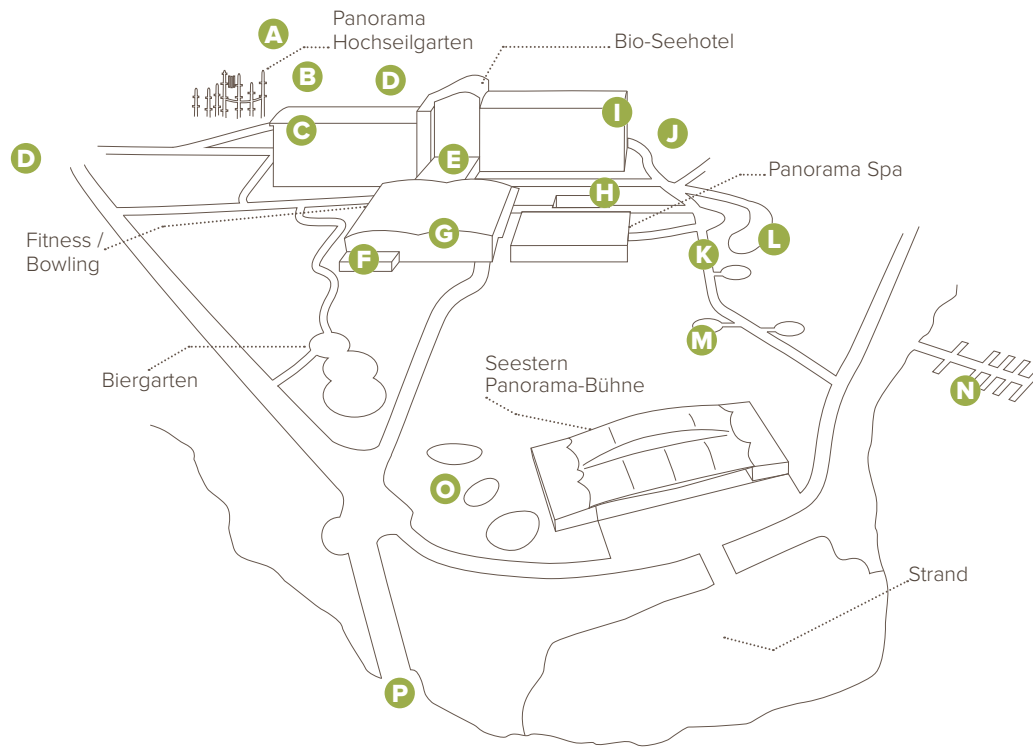 A
Panorama
Hochseilgarten
Bio-Seehotel
B
D
C
I
J
D
E
Panorama Spa
H
Fitness /
Bowling
G
F
L
K
M
Biergarten
Seestern
Panorama-Bühne
N
O
Strand
P